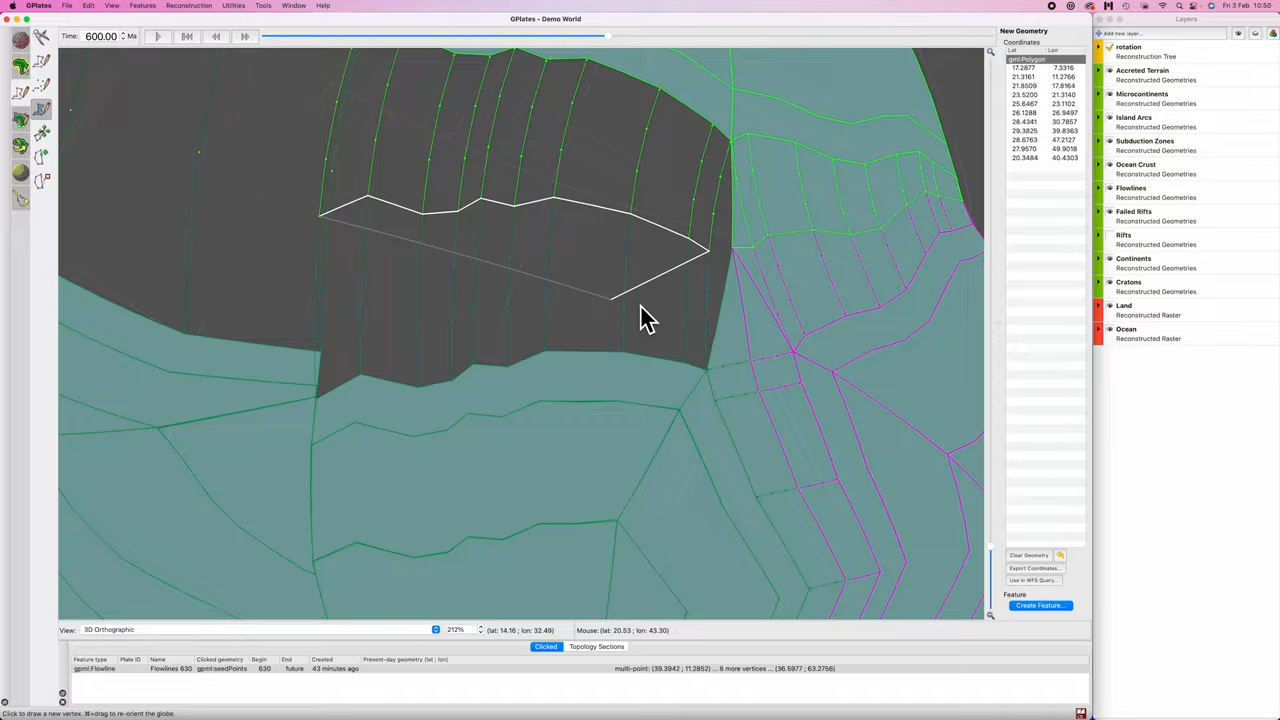 GPlates File Edit View Features Reconstruction Utilities Tools Window Help Fri 3 Feb 10:50
GPlates - Demo World
Layers
Time: 600.00 Ma
New Geometry
Coordinates
Lat Lon
gml:Polygon
17.2877 7.3316
21.3161 11.2766
21.8509 17.8164
23.5200 21.3140
25.6467 23.1102
26.1288 26.9497
28.4341 30.7857
29.3825 39.8363
28.6763 47.2127
27.9570 49.9018
20.3484 40.4303
Clear Geometry
Export Coordinates...
Use in WFS Query...
Feature
Create Feature...
Add new layer...
rotation
Reconstruction Tree
Accreted Terrain
Reconstructed Geometries
Microcontinents
Reconstructed Geometries
Island Arcs
Reconstructed Geometries
Subduction Zones
Reconstructed Geometries
Ocean Crust
Reconstructed Geometries
Flowlines
Reconstructed Geometries
Failed Rifts
Reconstructed Geometries
Rifts
Reconstructed Geometries
Continents
Reconstructed Geometries
Cratons
Reconstructed Geometries
Land
Reconstructed Raster
Ocean
Reconstructed Raster
View: 3D Orthographic 212% (lat: 14.16 ; lon: 32.49) Mouse: (lat: 20.53 ; lon: 43.30)
Clicked Topology Sections
Feature type Plate ID Name Clicked geometry Begin End Created Present-day geometry (lat ; lon)
gpml:Flowline Flowlines 630 gpml:seedPoints 630 future 43 minutes ago multi-point: (39.3942 ; 11.2852) ... 8 more vertices ... (36.5977 ; 63.2756)
Click to draw a new vertex. ⌘+drag to re-orient the globe.